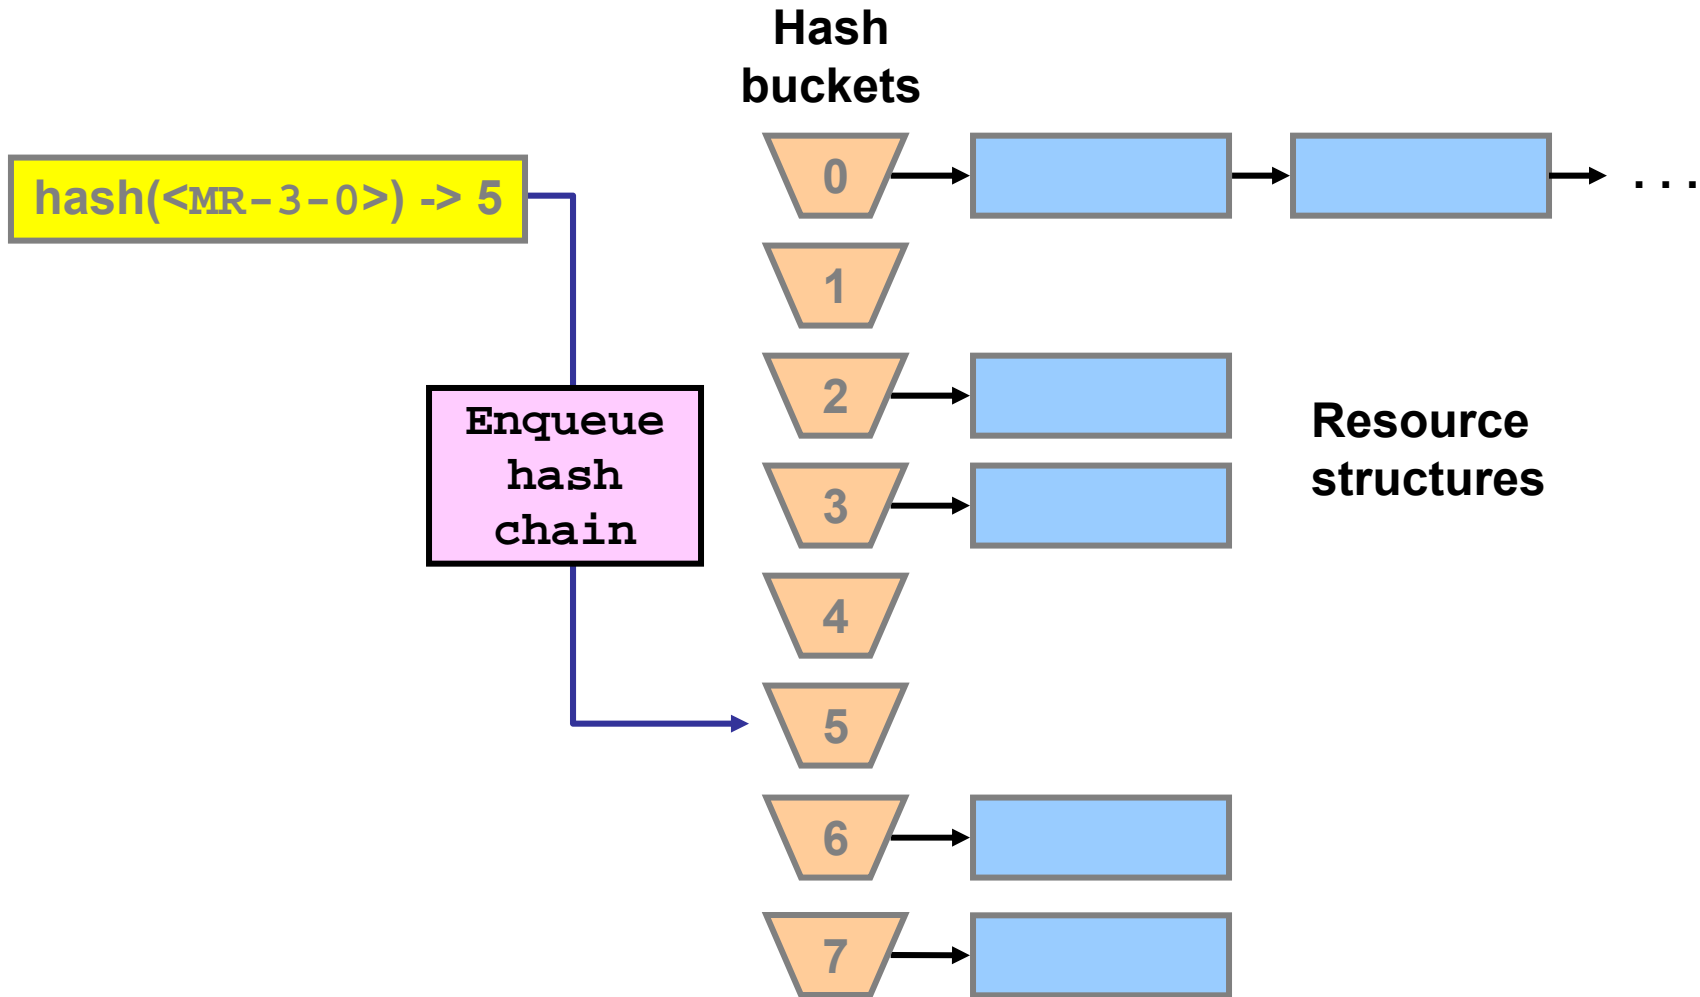 Hash
buckets
hash(<MR-3-0>) -> 5
0
. . .
1
2
Enqueue
hash
chain
Resource
structures
3
4
5
6
7